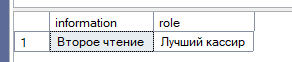 information role
1 Второе чтение Лучший кассир